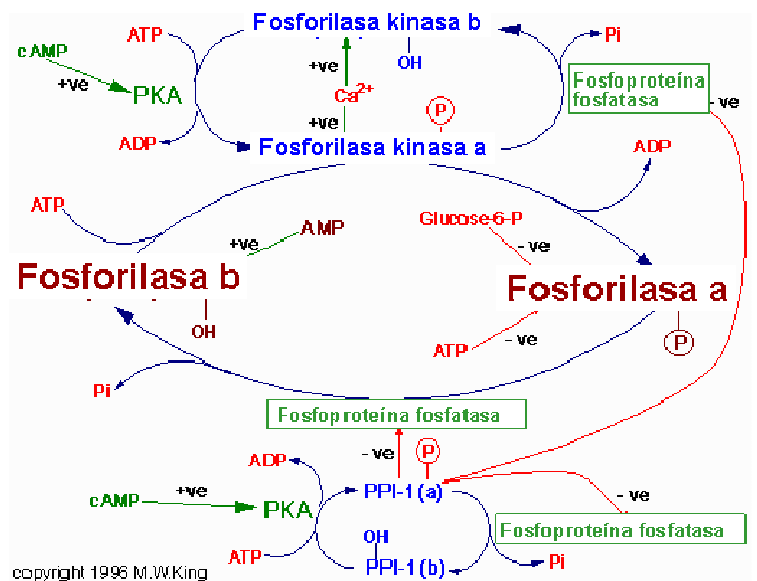 Fosforilasa kinasa b
ATP
Pi
cAMP
+ve
OH
+ve
Fosfoproteína
fosfatasa
- ve
PKA
Ca2+
+ve
P
ADP
Fosforilasa kinasa a
ADP
ATP
AMP
Glucose-6-P
+ve
- ve
Fosforilasa b
Fosforilasa a
OH
- ve
ATP
P
Pi
Fosfoproteína fosfatasa
- ve
P
ADP
cAMP
+ve
PKA
PPI-1 (a)
- ve
Fosfoproteína fosfatasa
OH
ATP
PPI-1 (b)
Pi
copyright 1996 M.W.King